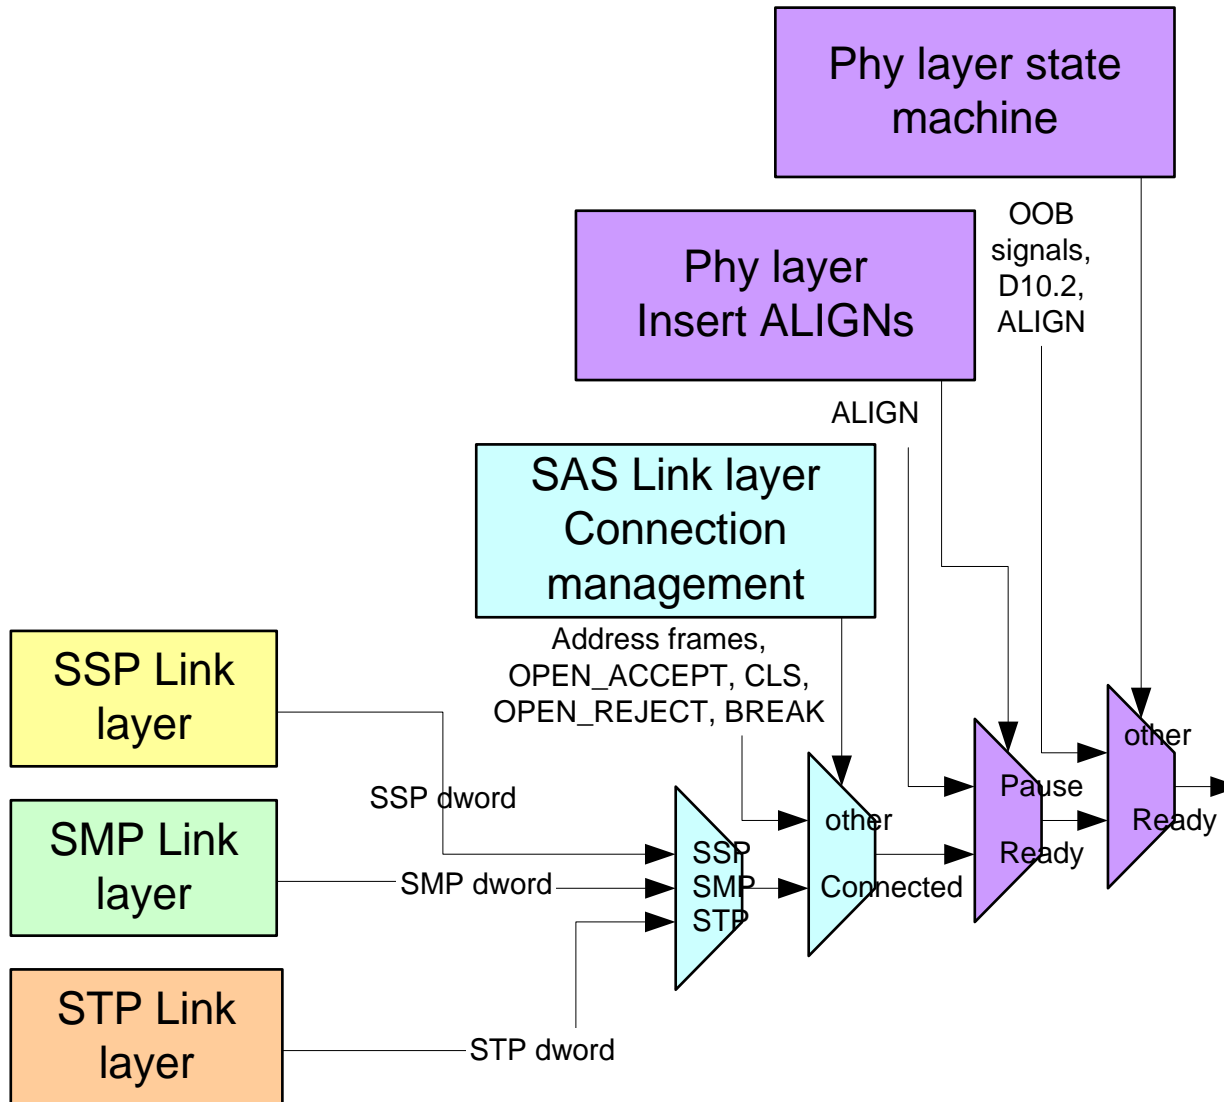 Phy layer state
machine
OOB
signals,
D10.2,
ALIGN
Phy layer
Insert ALIGNs
ALIGN
SAS Link layer
Connection
management
Address frames,
OPEN_ACCEPT, CLS,
OPEN_REJECT, BREAK
SSP Link
layer
SSP dword
SMP Link
layer
SMP dword
STP Link
layer
STP dword
SSP
SMP
STP
other
Connected
Pause
Ready
other
Ready